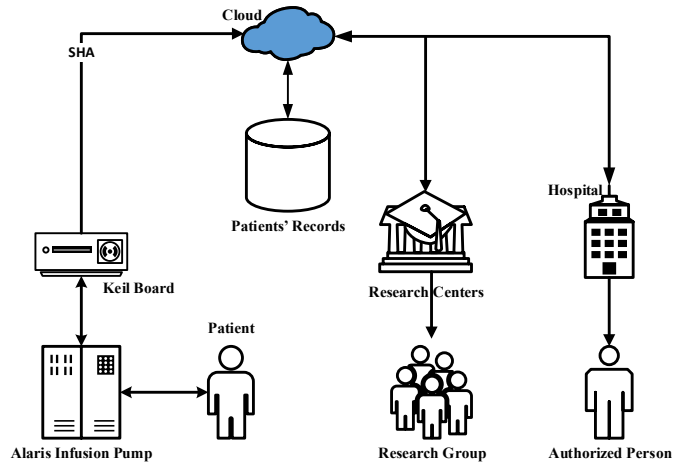 Cloud
SHA
Patients' Records
Hospital
Keil Board
Research Centers
Patient
Alaris Infusion Pump
Research Group
Authorized Person